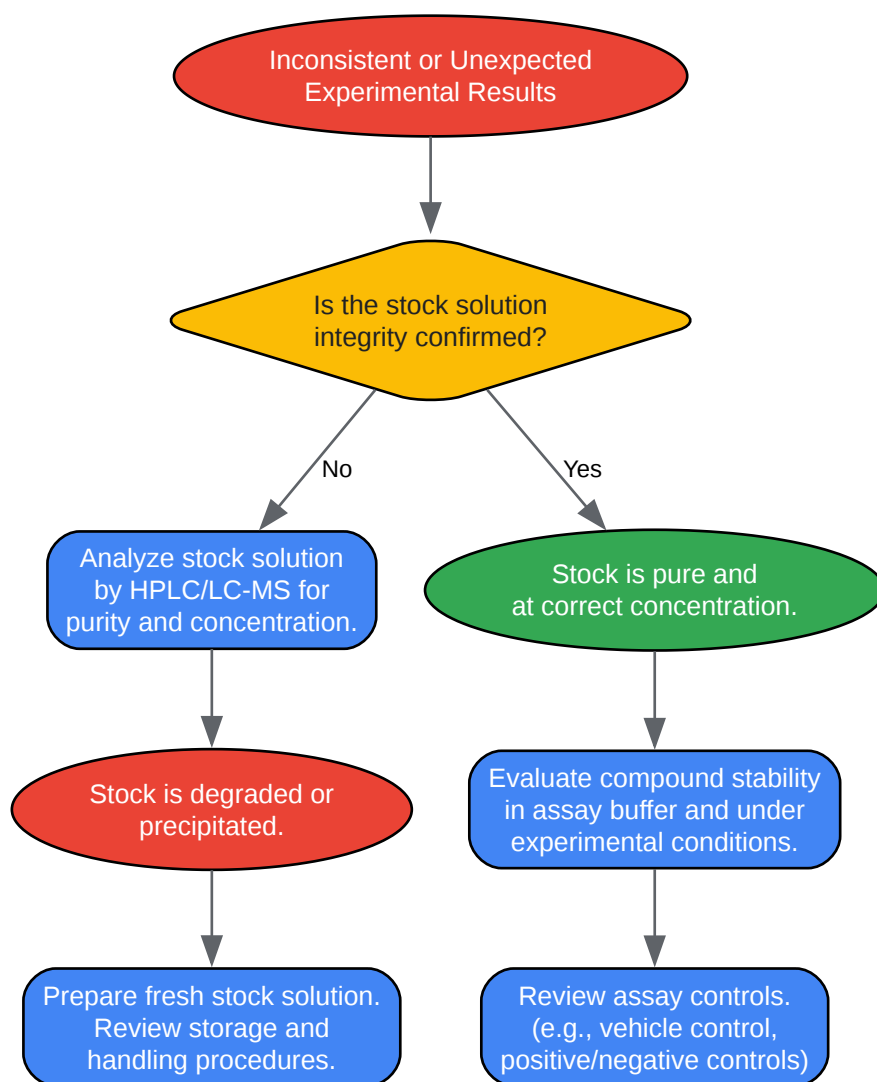 Inconsistent or Unexpected
Experimental Results
Is the stock solution
integrity confirmed?
No
Yes
Analyze stock solution
by HPLC/LC-MS for
purity and concentration.
Stock is pure and
at correct concentration.
Stock is degraded or
precipitated.
Evaluate compound stability
in assay buffer and under
experimental conditions.
Prepare fresh stock solution.
Review storage and
handling procedures.
Review assay controls.
(e.g., vehicle control,
positive/negative controls)